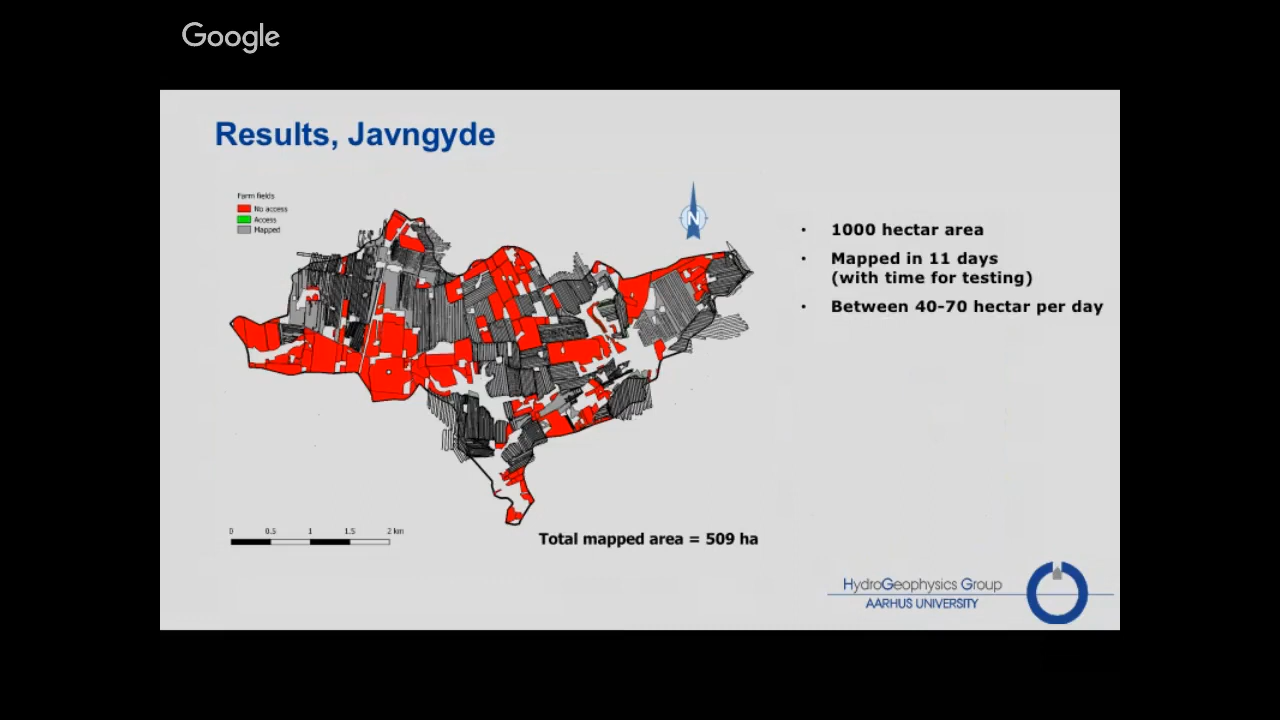 Google
Results, Javngyde
Farm fields
No access
Access
Mapped
N
• 1000 hectar area
• Mapped in 11 days
(with time for testing)
• Between 40-70 hectar per day
0 0.5 1 1.5 2 km
Total mapped area = 509 ha
HydroGeophysics Group
AARHUS UNIVERSITY